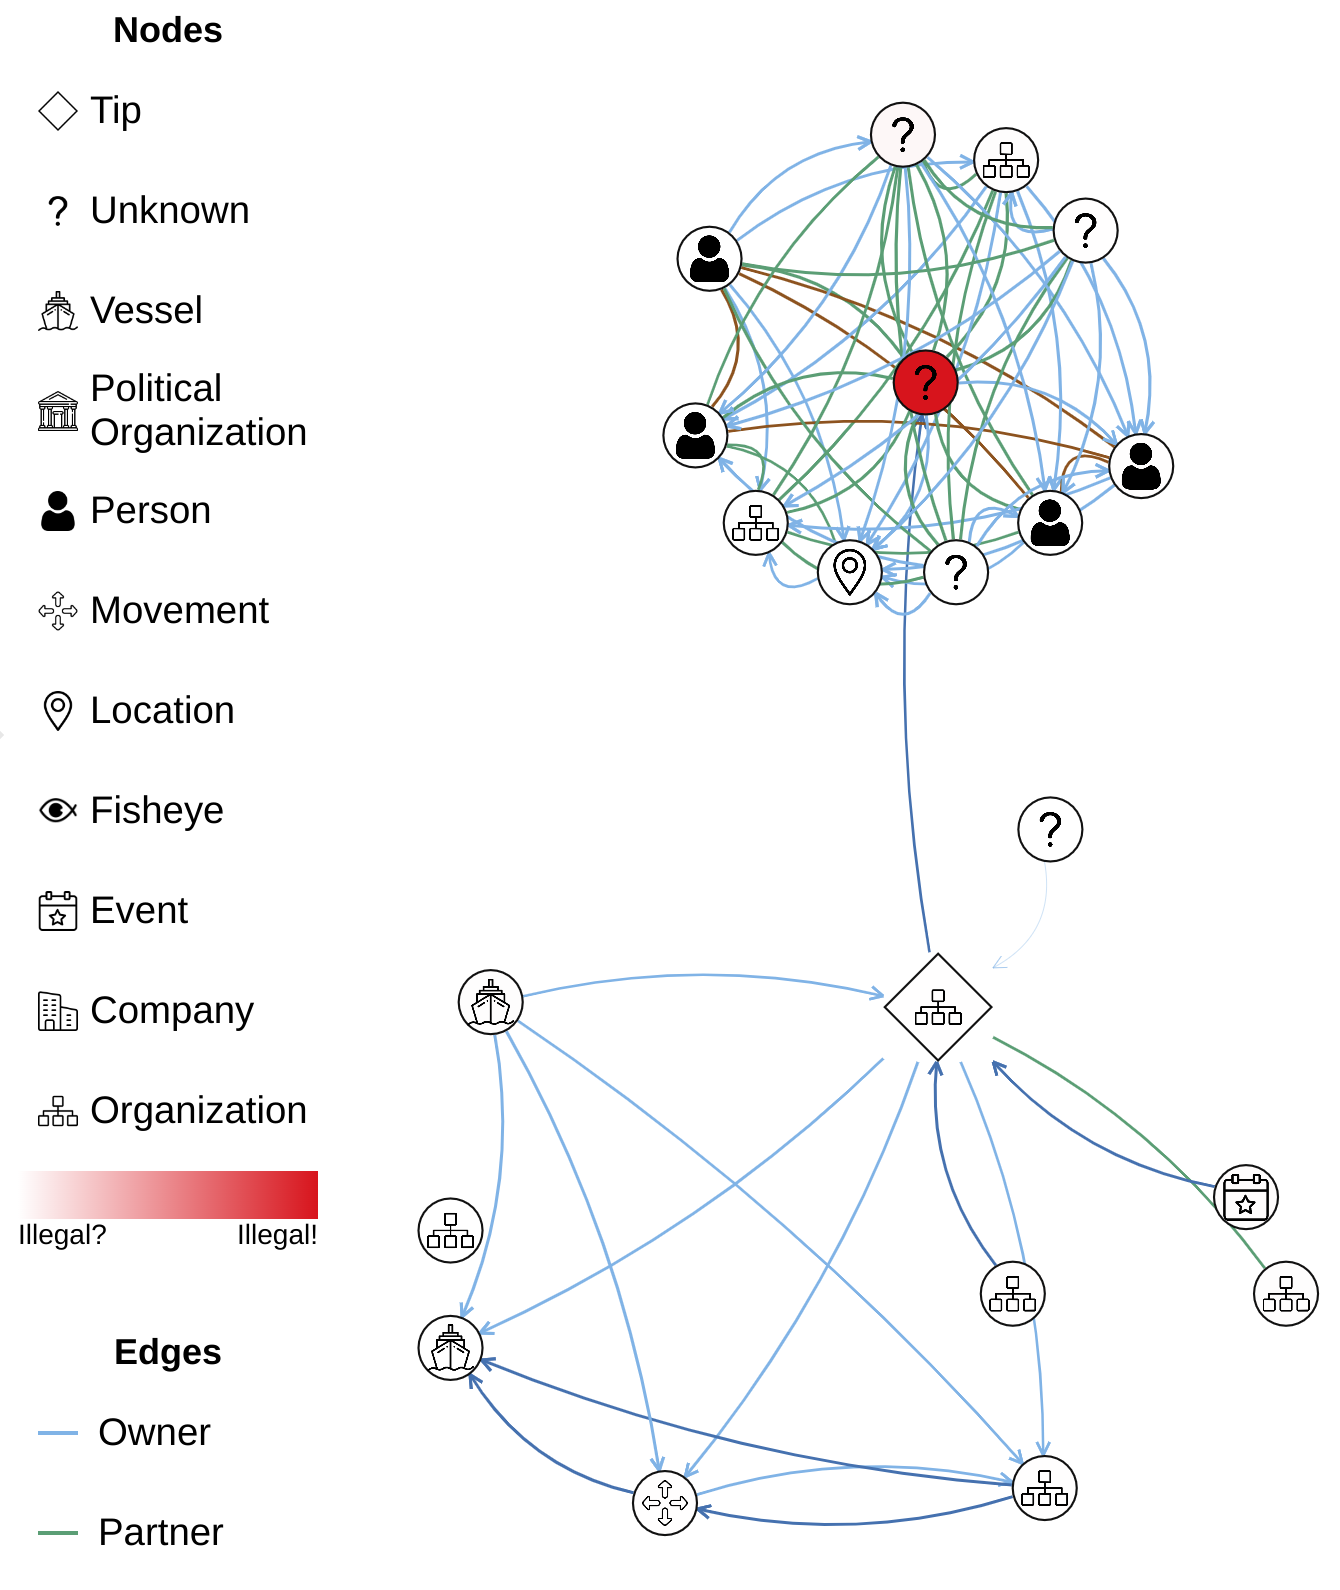 Nodes
Tip
Unknown
Vessel
Political
Organization
Person
Movement
Location
Fisheye
Event
Company
Organization
Illegal? Illegal!
Edges
Owner
Partner
?
?
?
?
?